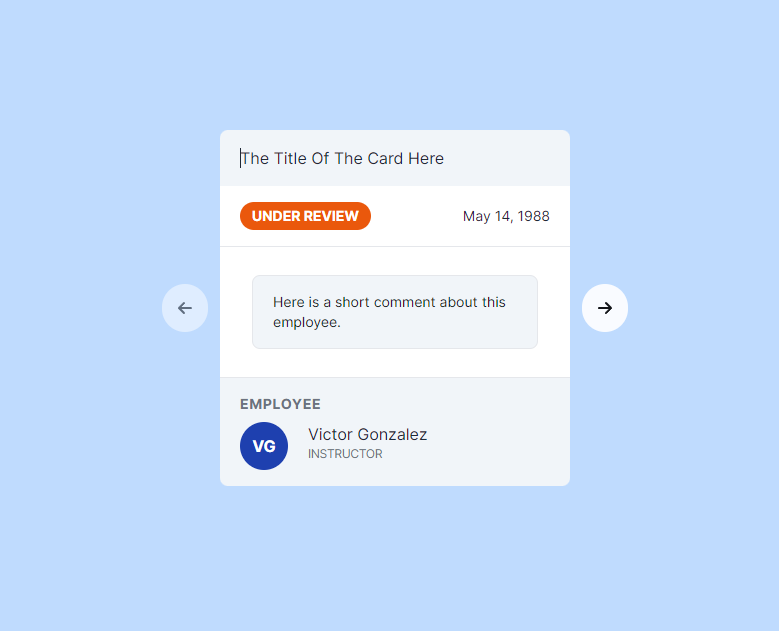 The Title Of The Card Here
UNDER REVIEW
May 14, 1988
Here is a short comment about this
employee.
EMPLOYEE
VG
Victor Gonzalez
INSTRUCTOR